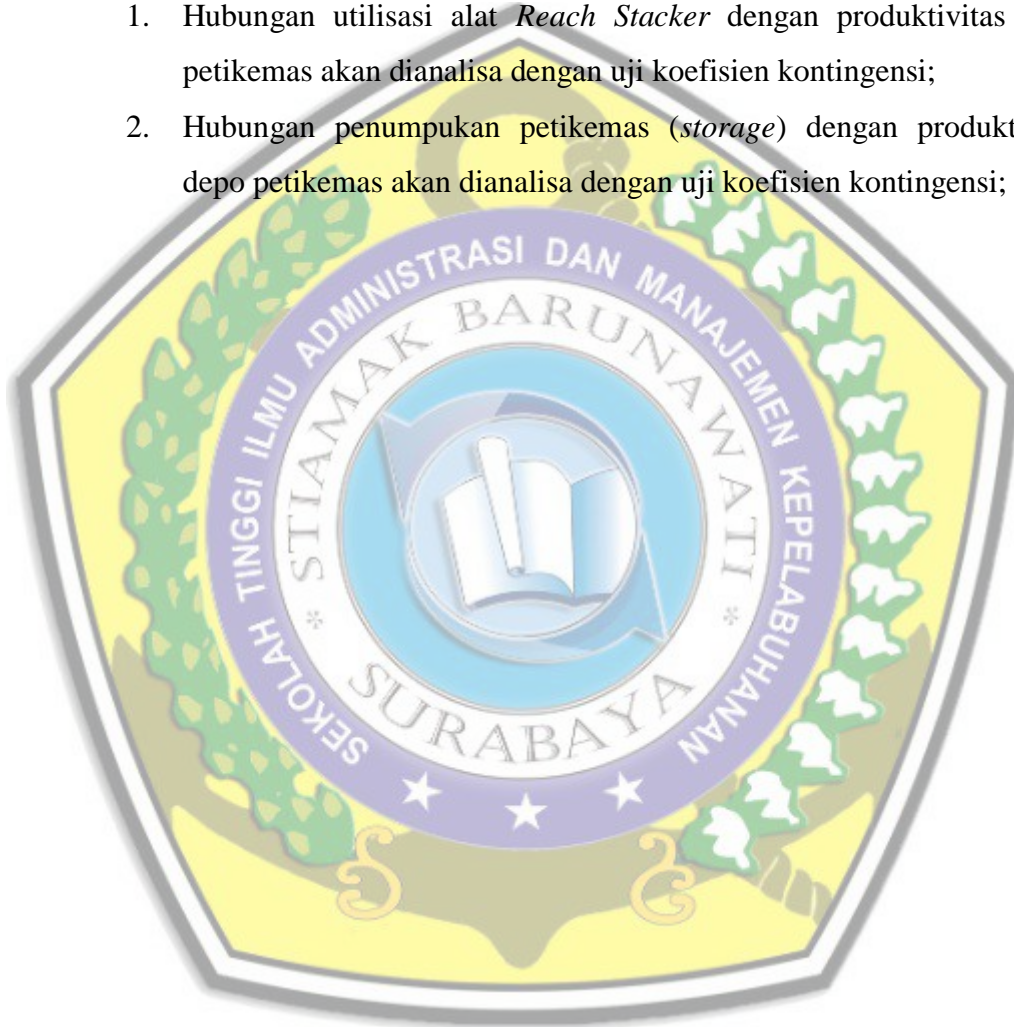 1. Hubungan utilisasi alat Reach Stacker dengan produktivitas
petikemas akan dianalisa dengan uji koefisien kontingensi;
2. Hubungan penumpukan petikemas (storage) dengan produkt
depo petikemas akan dianalisa dengan uji koefisien kontingensi;
SEKOLAH TINGGI ILMU ADMINISTRASI DAN MANAJEMEN KEPELABUHANAN
* STIAMAK BARUNAWATI *
SURABAYA